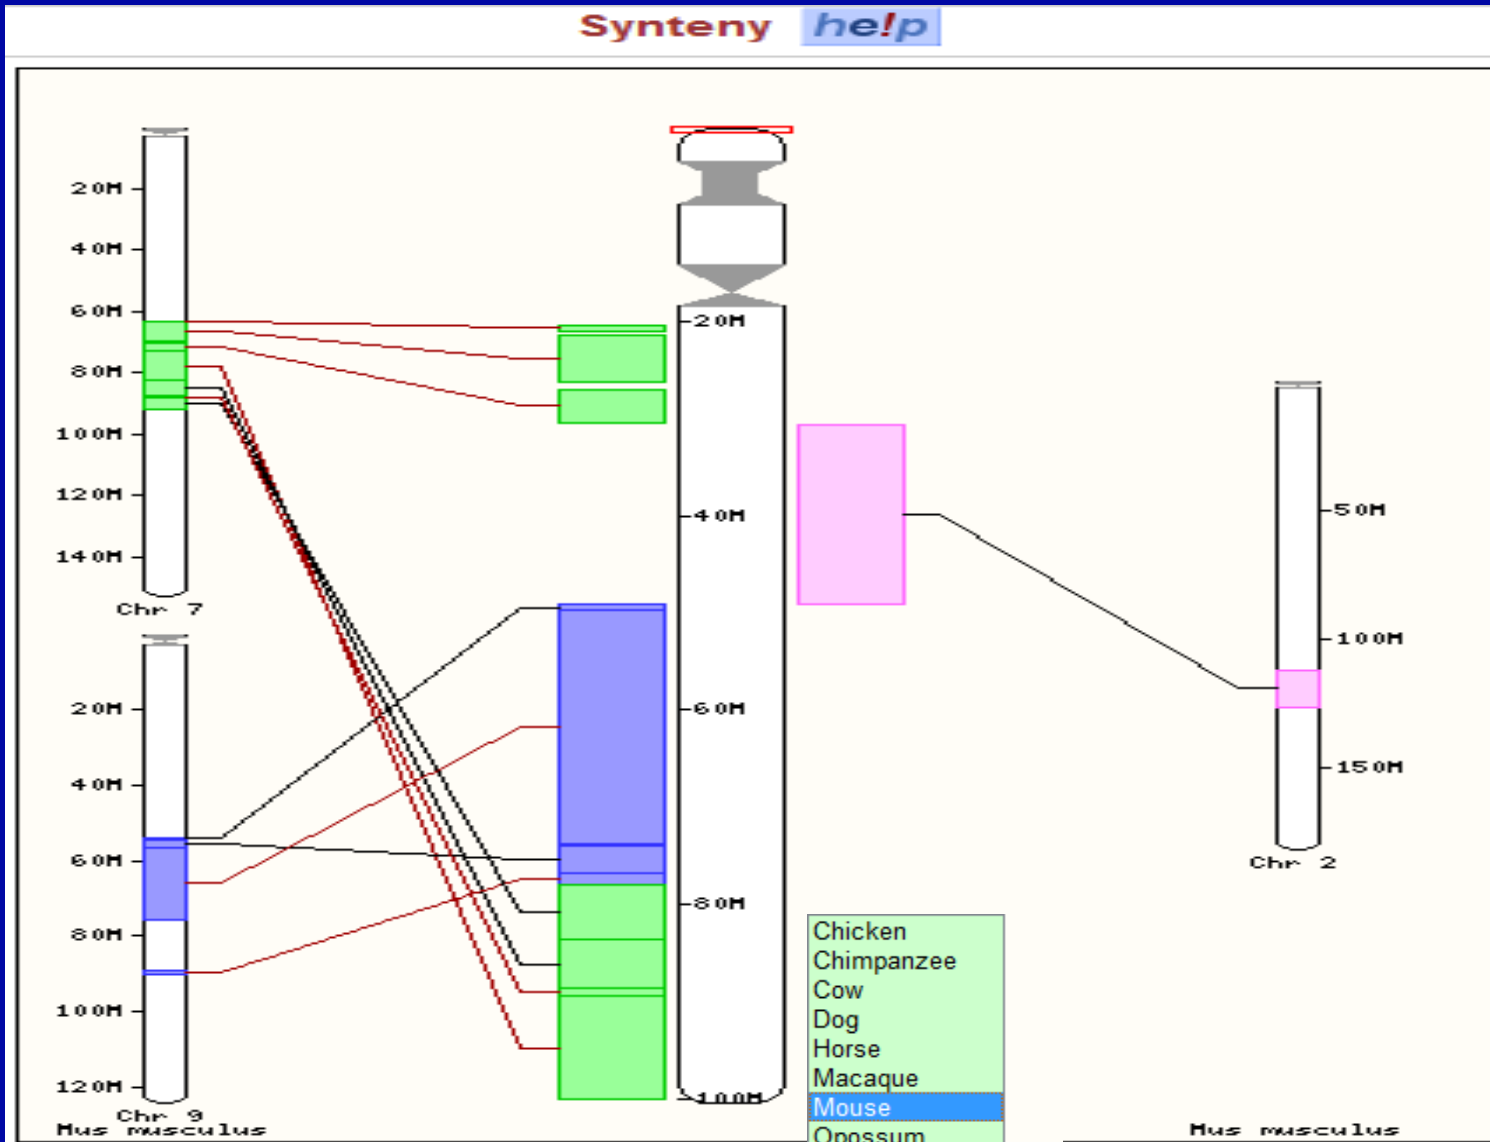 Synteny he!p
20M
40M
60M
80M
100M
120M
140M
Chr 7
20M
40M
60M
80M
100M
120M
Chr 9
Mus musculus
20M
40M
60M
80M
100M
50M
100M
150M
Chr 2
Chicken
Chimpanzee
Cow
Dog
Horse
Macaque
Mouse
Opossum
Mus musculus